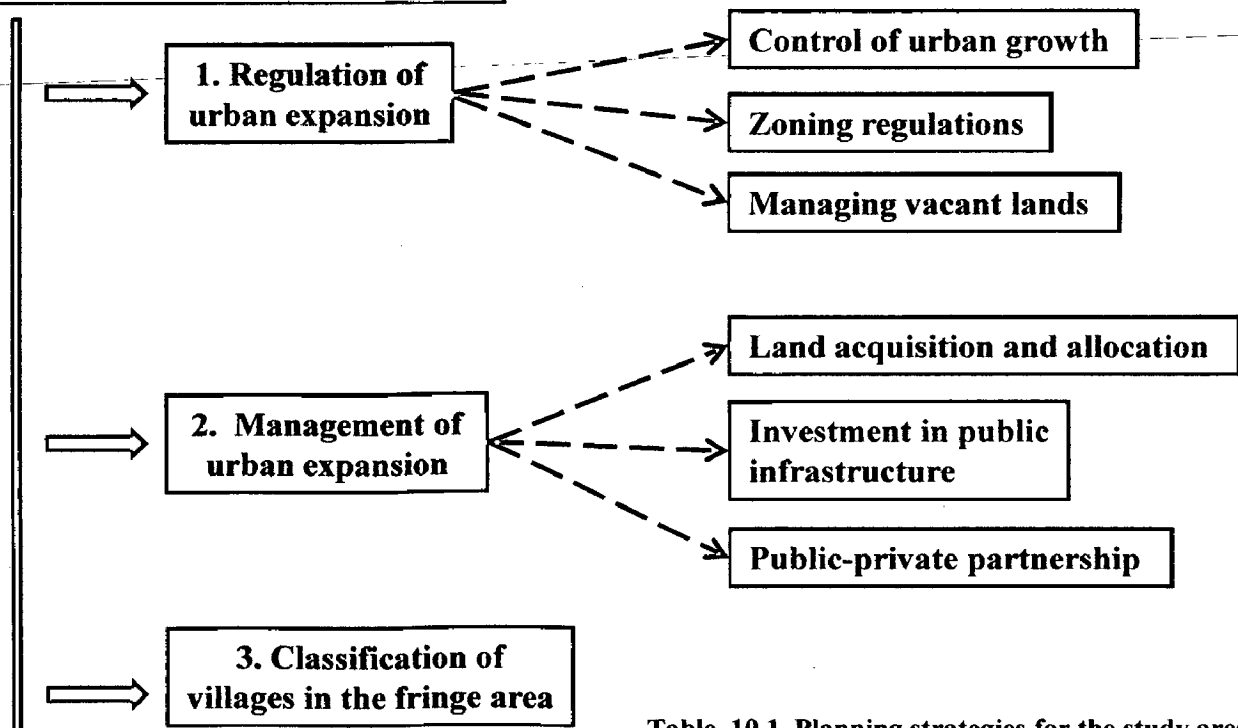 1. Regulation of
urban expansion
Control of urban growth
Zoning regulations
Managing vacant lands
2. Management of
urban expansion
Land acquisition and allocation
Investment in public
infrastructure
Public-private partnership
3. Classification of
villages in the fringe area
Table 10.1 Planning strategies for the study area